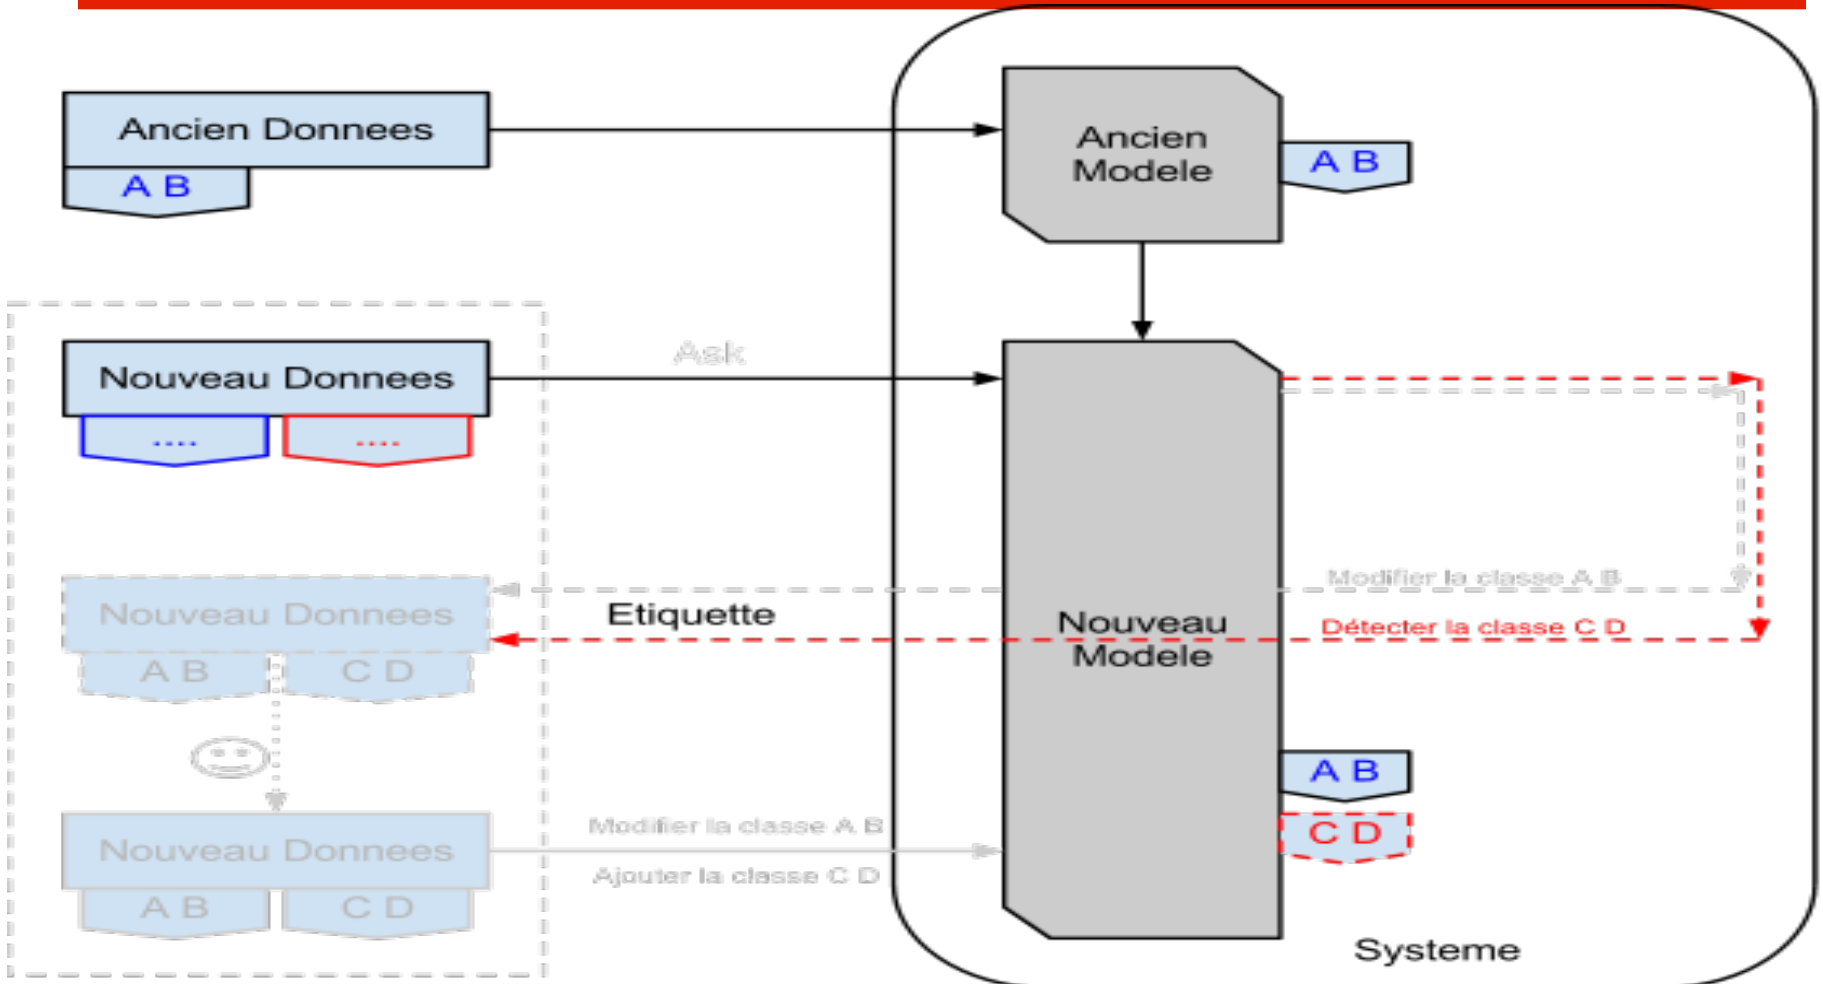 Ancien Donnees
A B
Ancien
Modele
A B
Ask
Nouveau Donnees
....
....
Modifier la classe A B
Nouveau Donnees
Etiquette
Détecter la classe C D
A B
C D
Nouveau
Modele
A B
C D
Modifier la classe A B
Nouveau Donnees
Ajouter la classe C D
A B
C D
Systeme